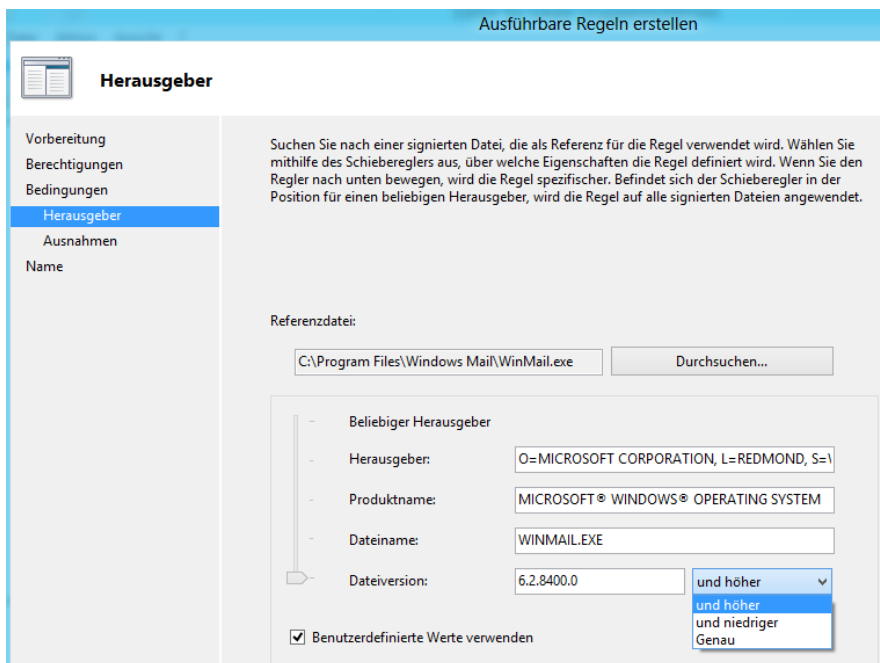 Ausführbare Regeln erstellen
Herausgeber
Vorbereitung
Berechtigungen
Bedingungen
Herausgeber
Ausnahmen
Name
Suchen Sie nach einer signierten Datei, die als Referenz für die Regel verwendet wird. Wählen Sie
mithilfe des Schiebereglers aus, über welche Eigenschaften die Regel definiert wird. Wenn Sie den
Regler nach unten bewegen, wird die Regel spezifischer. Befindet sich der Schieberegler in der
Position für einen beliebigen Herausgeber, wird die Regel auf alle signierten Dateien angewendet.
Referenzdatei:
C:\Program Files\Windows Mail\WinMail.exe Durchsuchen...
Beliebiger Herausgeber
Herausgeber: O=MICROSOFT CORPORATION, L=REDMOND, S=\
Produktname: MICROSOFT® WINDOWS® OPERATING SYSTEM
Dateiname: WINMAIL.EXE
Dateiversion: 6.2.8400.0 und höher
und höher
und niedriger
Genau
Benutzerdefinierte Werte verwenden